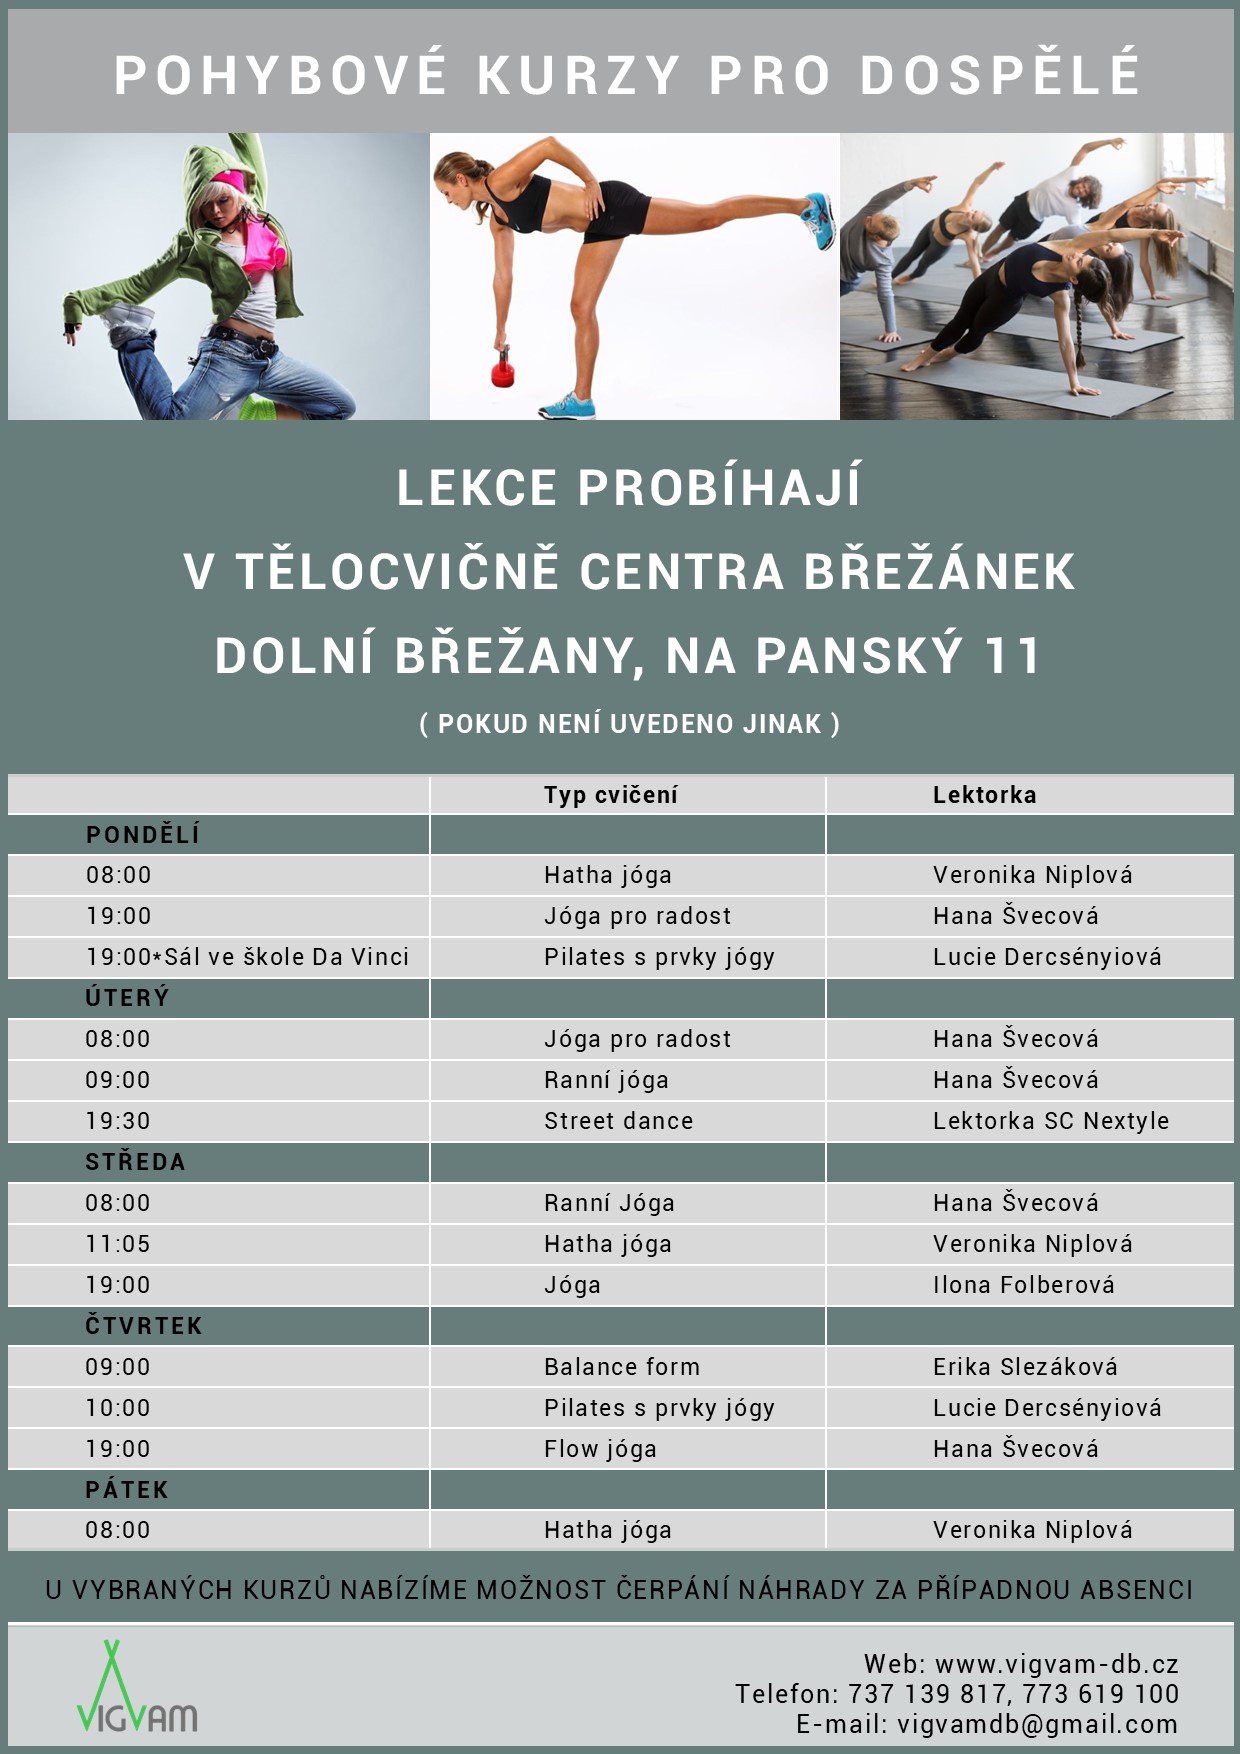 POHYBOVÉ KURZY PRO DOSPĚLÉ
LEKCE PROBÍHAJÍ
V TĚLOCVIČNĚ CENTRA BŘEŽÁNEK
DOLNÍ BŘEŽANY, NA PANSKÝ 11
( POKUD NENÍ UVEDENO JINAK )
Typ cvičení Lektorka
PONDĚLÍ
08:00 Hatha jóga Veronika Niplová
19:00 Jóga pro radost Hana Švecová
19:00*Sál ve škole Da Vinci Pilates s prvky jógy Lucie Dercsényiová
ÚTERÝ
08:00 Jóga pro radost Hana Švecová
09:00 Ranní jóga Hana Švecová
19:30 Street dance Lektorka SC Nextyle
STŘEDA
08:00 Ranní Jóga Hana Švecová
11:05 Hatha jóga Veronika Niplová
19:00 Jóga Ilona Folberová
ČTVRTEK
09:00 Balance form Erika Slezáková
10:00 Pilates s prvky jógy Lucie Dercsényiová
19:00 Flow jóga Hana Švecová
PÁTEK
08:00 Hatha jóga Veronika Niplová
U VYBRANÝCH KURZŮ NABÍZÍME MOŽNOST ČERPÁNÍ NÁHRADY ZA PŘÍPADNOU ABSENCI
VIGVAM
Web: www.vigvam-db.cz
Telefon: 737 139 817, 773 619 100
E-mail: vigvamdb@gmail.com